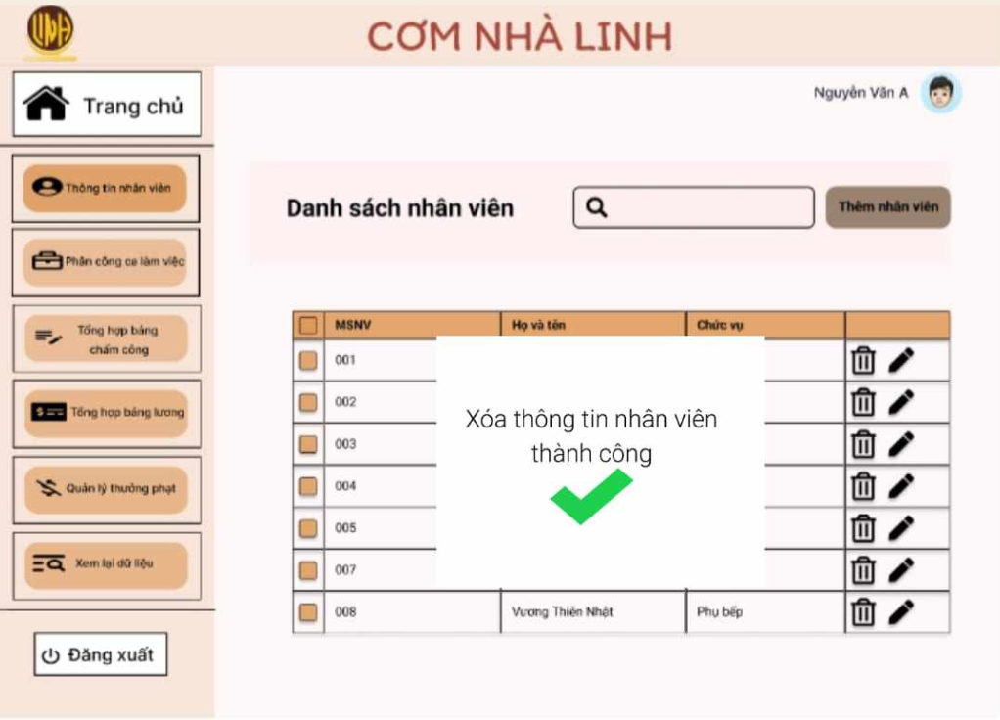 LINH
CƠM NHÀ LINH
Trang chủ
Nguyễn Văn A
Thông tin nhân viên
Danh sách nhân viên
Thêm nhân viên
Phân công ca làm việc
Tổng hợp bảng
chấm công
Tổng hợp bảng lương
Quản lý thưởng phạt
Xem lại dữ liệu
Đăng xuất
MSNV Họ và tên Chức vụ
001
002
003
004
005
007
008 Vương Thiên Nhật Phụ bếp
Xóa thông tin nhân viên
thành công